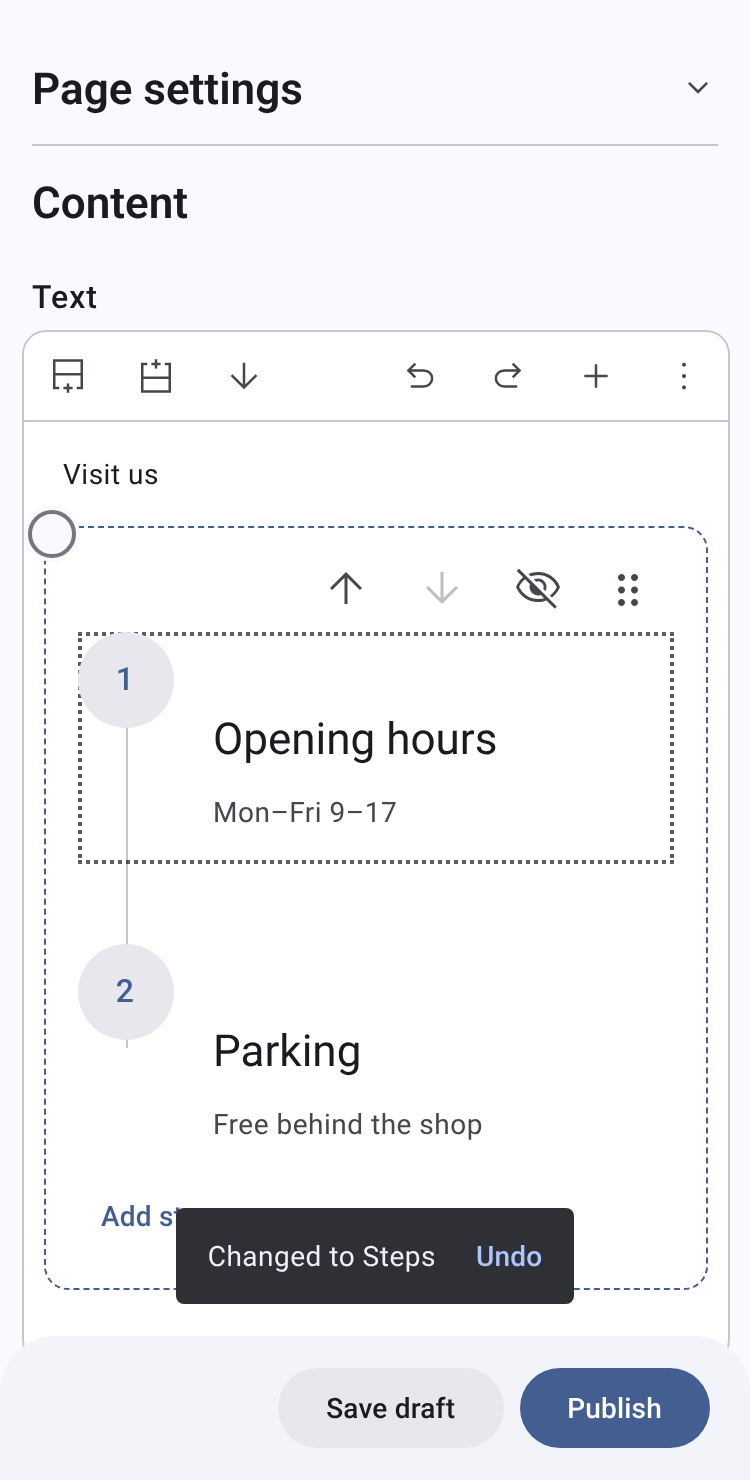 Page settings
Content
Text
Visit us
1
Opening hours
Mon–Fri 9–17
2
Parking
Free behind the shop
Add
Changed to Steps Undo
Save draft Publish